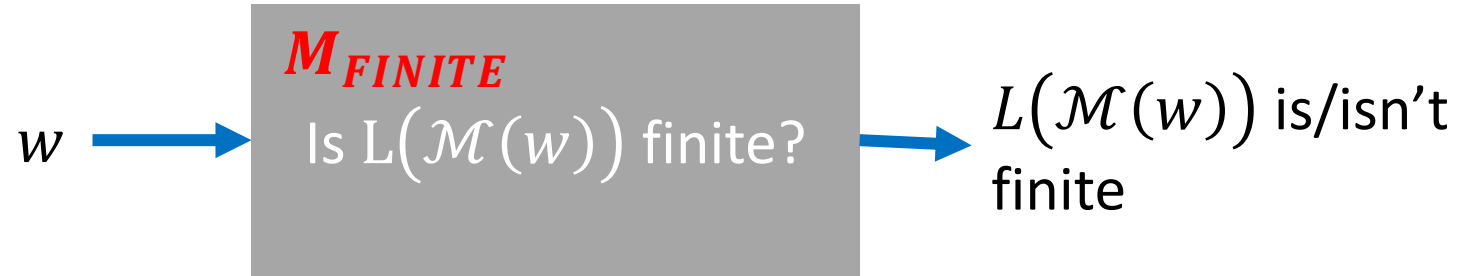 M_FINITE
w
Is L(ℳ(w)) finite?
L(ℳ(w)) is/isn’t
finite